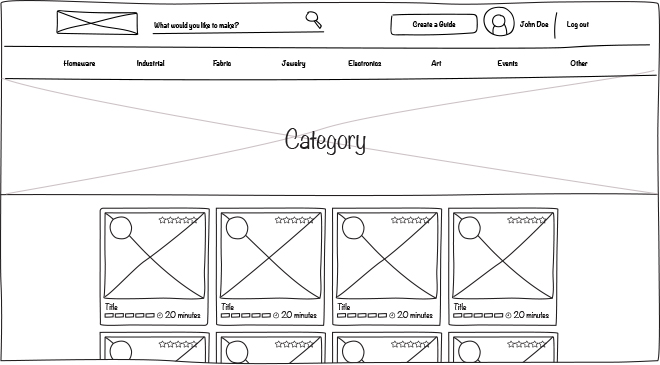 What would you like to make?
Create a Guide
John Doe
Log out
Homeware
Industrial
Fabric
Jewelry
Electronics
Art
Events
Other
Category
Title
20 minutes
Title
20 minutes
Title
20 minutes
Title
20 minutes